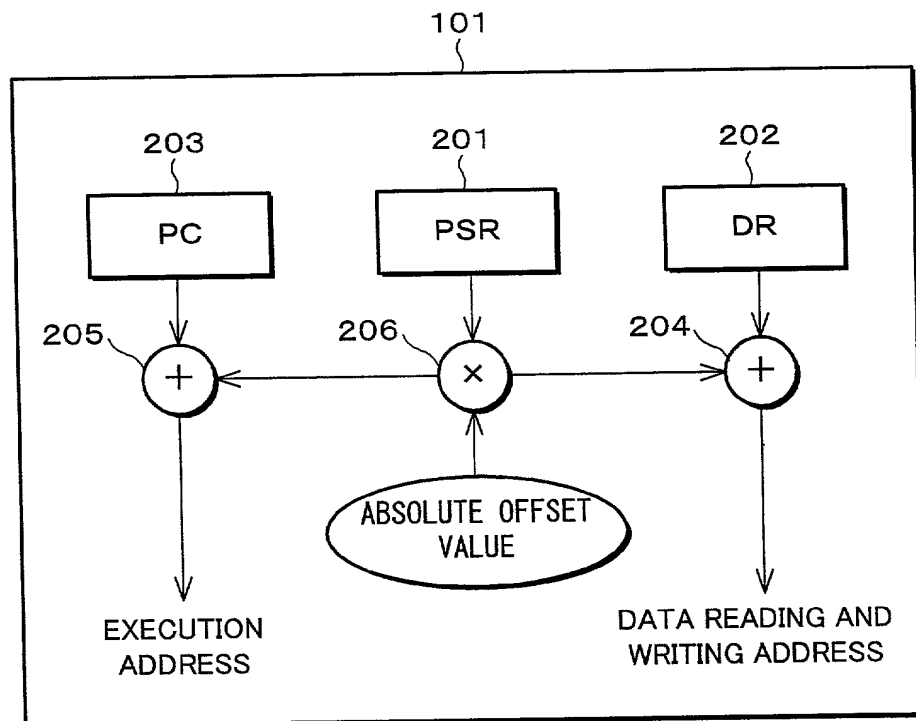 101
203
201
202
PC
PSR
DR
205
206
204
+
×
+
ABSOLUTE OFFSET
VALUE
EXECUTION
ADDRESS
DATA READING AND
WRITING ADDRESS